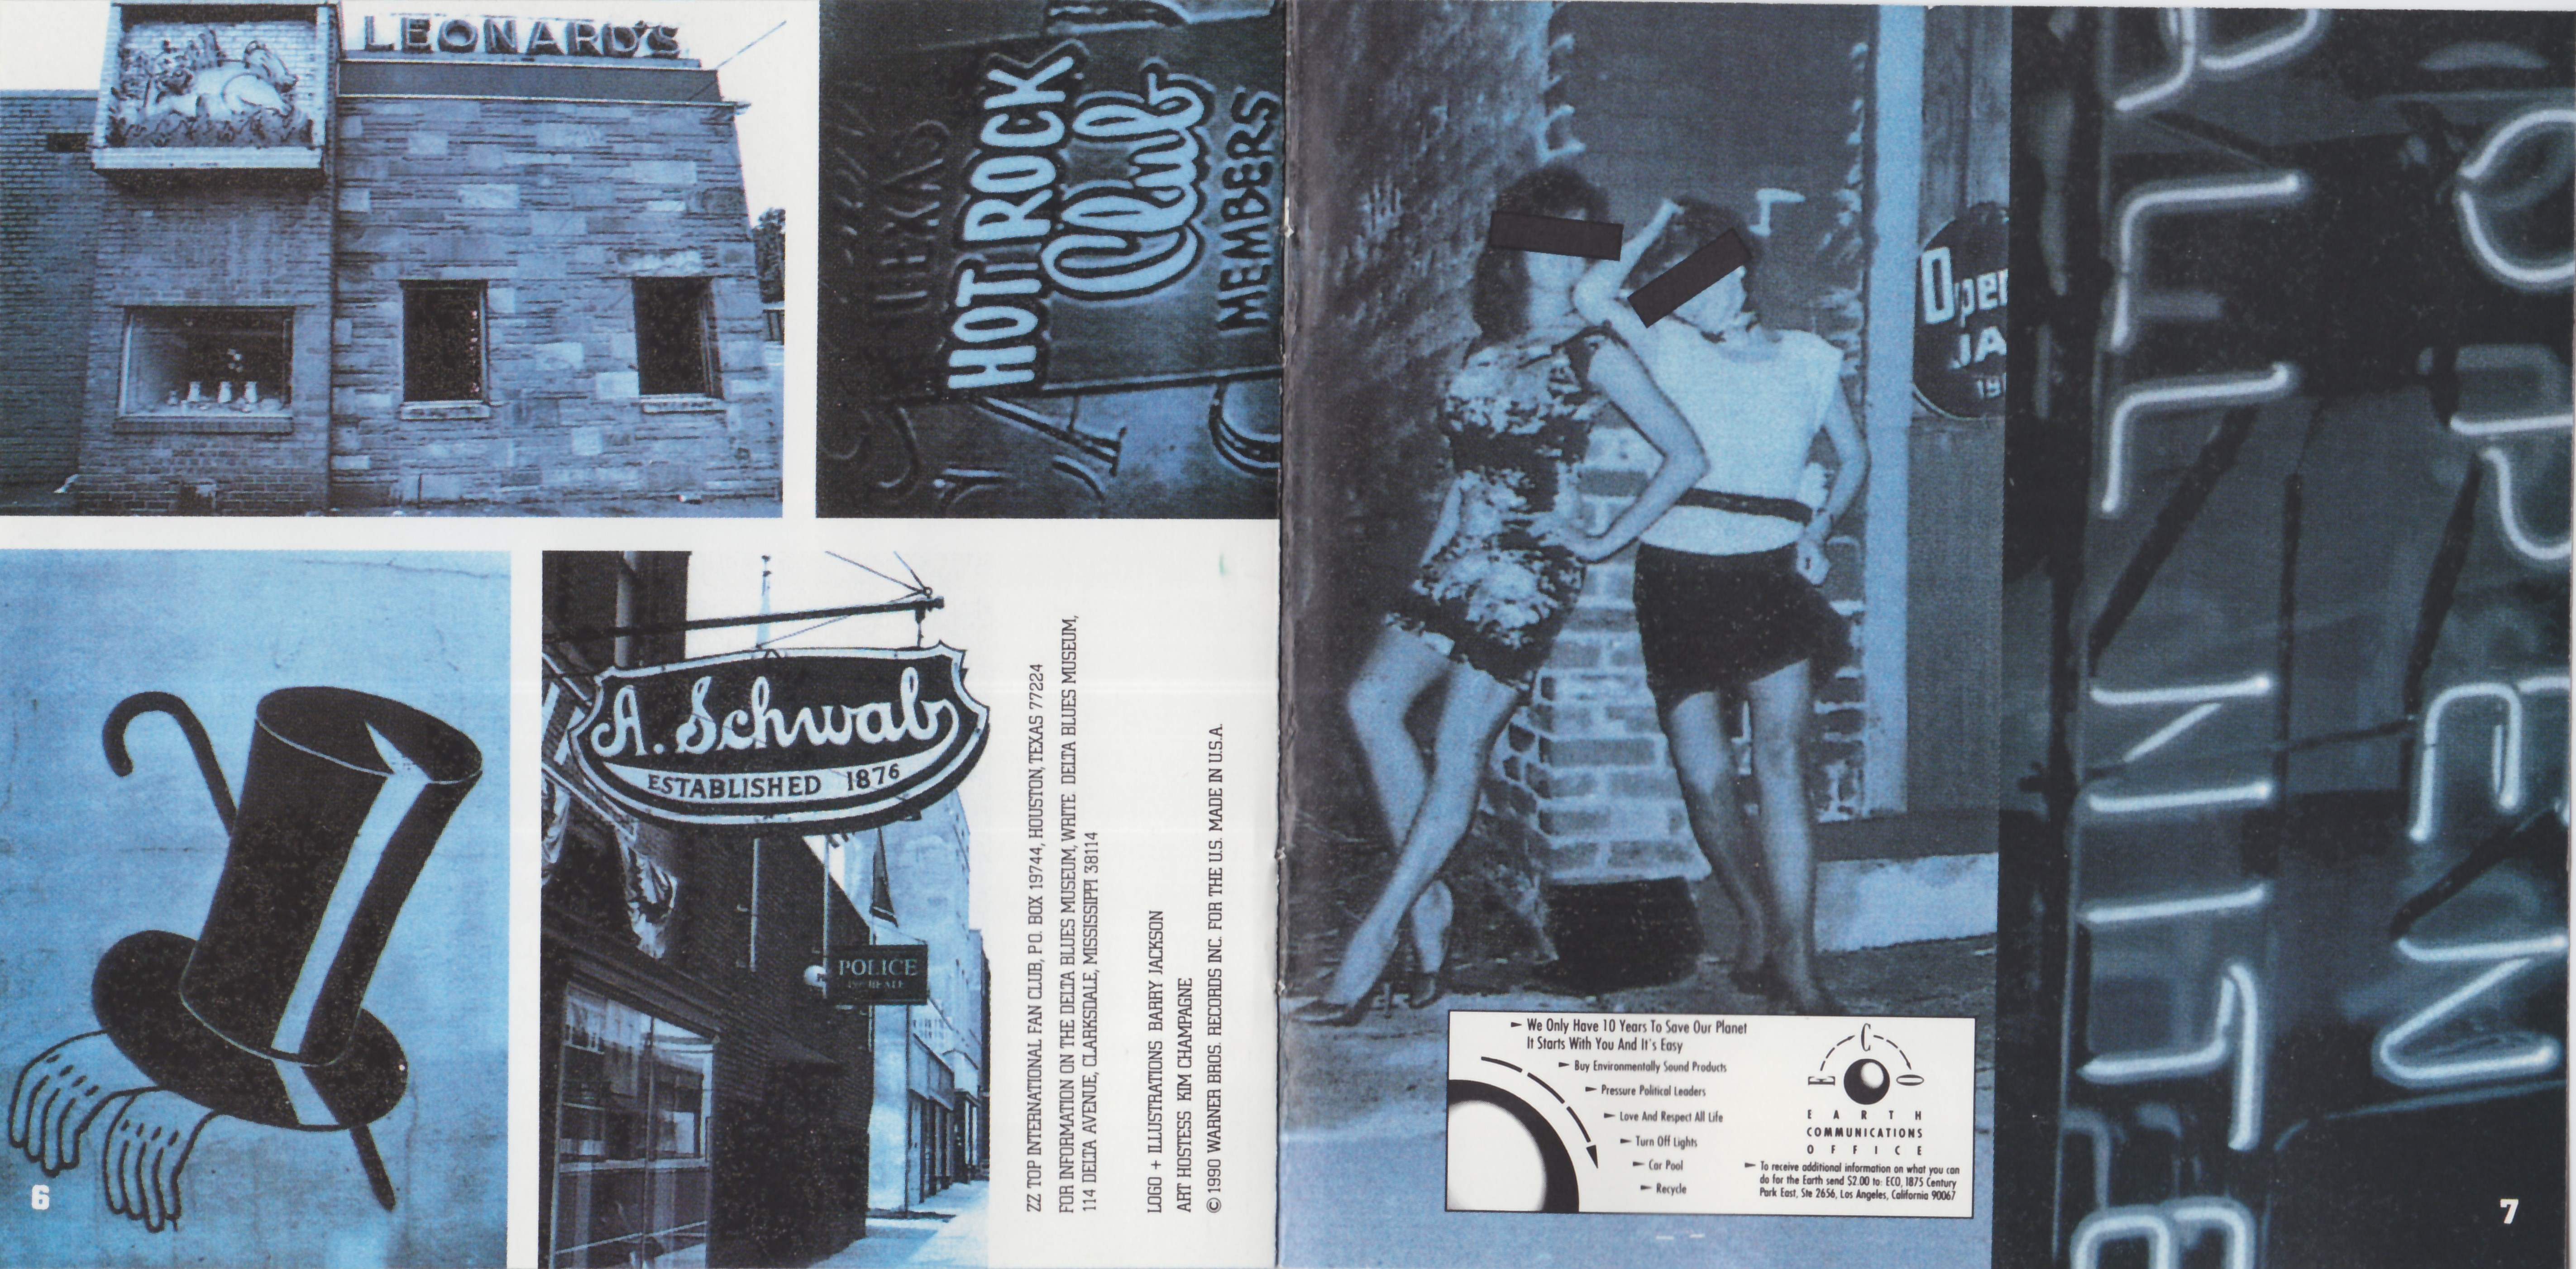 LEONARD'S
TEXAS
HOT ROCK
Club
MEMBERS
A. Schwab
ESTABLISHED 1876
POLICE
ZZ TOP INTERNATIONAL FAN CLUB, P.O. BOX 19744, HOUSTON, TEXAS 77224
FOR INFORMATION ON THE DELTA BLUES MUSEUM, WRITE DELTA BLUES MUSEUM,
114 DELTA AVENUE, CLARKSDALE, MISSISSIPPI 38114
LOGO + ILLUSTRATIONS BARRY JACKSON
ART HOSTESS KIM CHAMPAGNE
© 1990 WARNER BROS. RECORDS INC. FOR THE U.S. MADE IN U.S.A.
6
Open
JA
19
We Only Have 10 Years To Save Our Planet
It Starts With You And It's Easy
Buy Environmentally Sound Products
Pressure Political Leaders
Love And Respect All Life
Turn Off Lights
Car Pool
Recycle
E C O
EARTH
COMMUNICATIONS
OFFICE
To receive additional information on what you can
do for the Earth send $2.00 to: ECO, 1875 Century
Park East, Ste 2656, Los Angeles, California 90067
OPEN
7